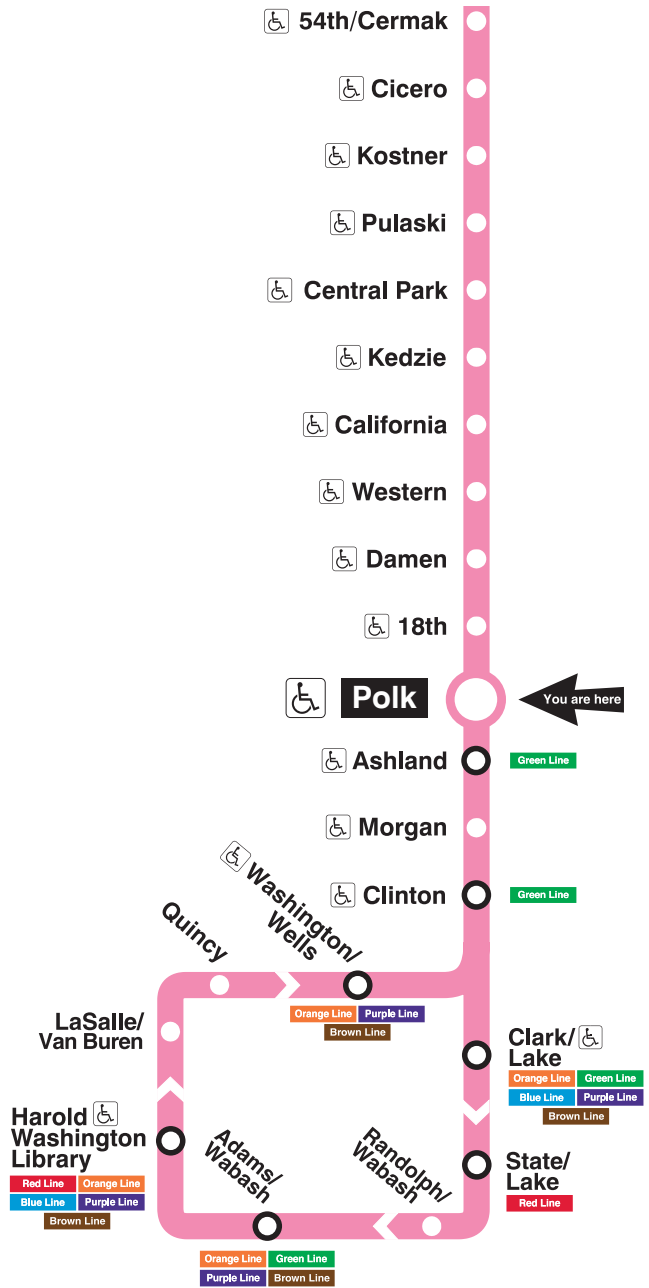 54th/Cermak
Cicero
Kostner
Pulaski
Central Park
Kedzie
California
Western
Damen
18th
Polk
You are here
Ashland
Green Line
Morgan
Clinton
Green Line
Washington/
Wells
Orange Line Purple Line
Brown Line
Quincy
LaSalle/
Van Buren
Clark/
Lake
Orange Line Green Line
Blue Line Purple Line
Brown Line
Harold
Washington
Library
Red Line Orange Line
Blue Line Purple Line
Brown Line
Adams/
Wabash
Orange Line Green Line
Purple Line Brown Line
Randolph/
Wabash
State/
Lake
Red Line